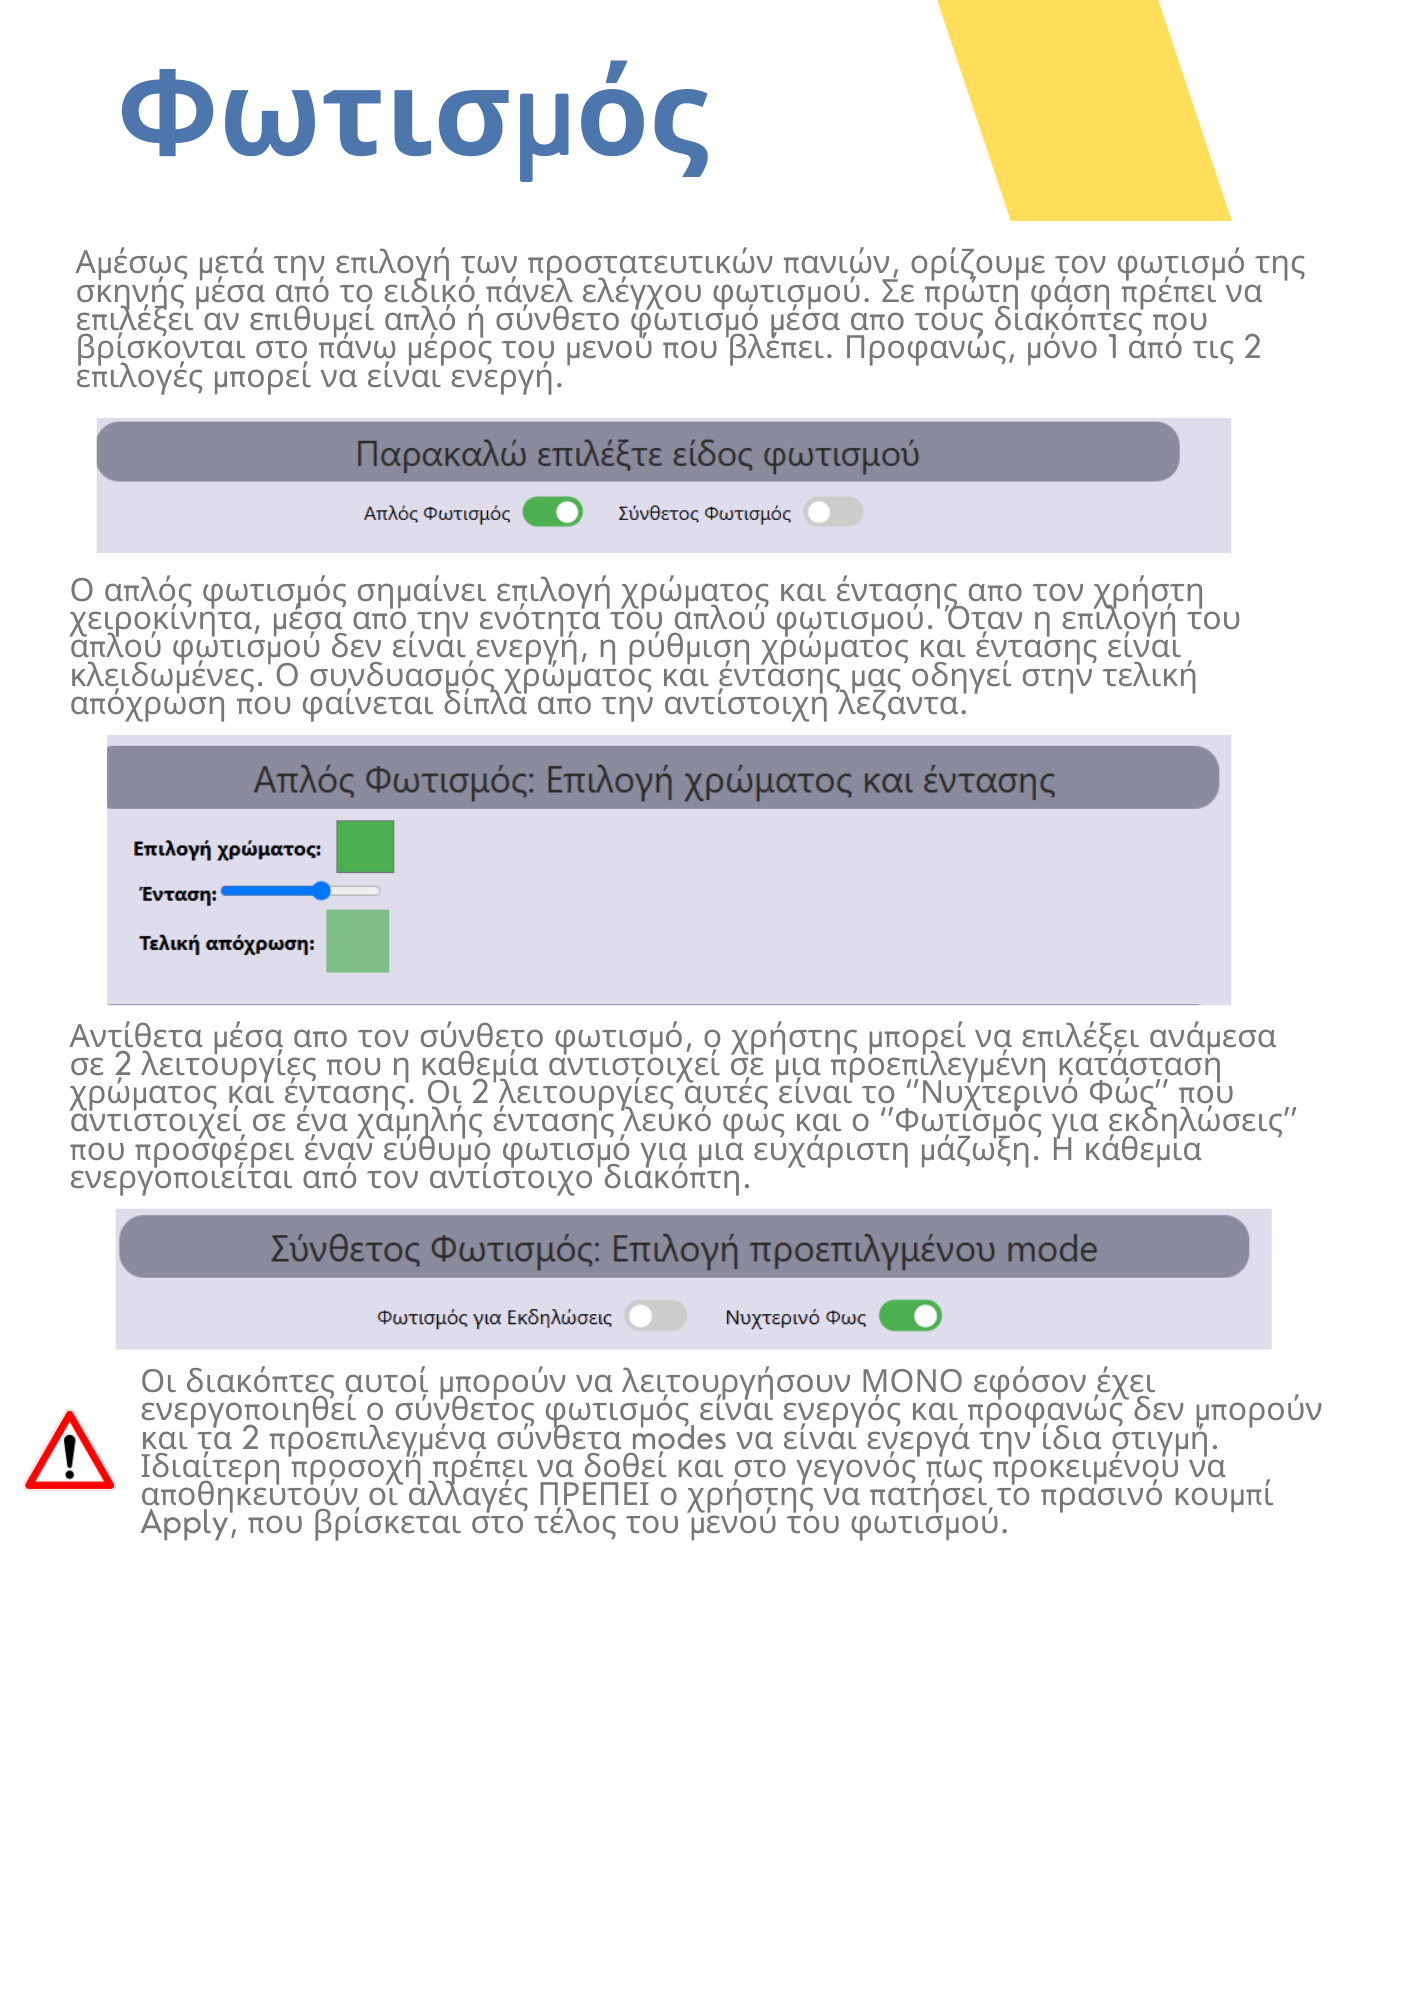 Φωτισμός
Αμέσως μετά την επιλογή των προστατευτικών πανιών, ορίζουμε τον φωτισμό της
σκηνής μέσα από το ειδικό πάνελ ελέγχου φωτισμού. Σε πρώτη φάση πρέπει να
επιλέξει αν επιθυμεί απλό ή σύνθετο φωτισμό μέσα απο τους διακόπτες που
βρίσκονται στο πάνω μέρος του μενού που βλέπει. Προφανώς, μόνο 1 από τις 2
επιλογές μπορεί να είναι ενεργή.
Παρακαλώ επιλέξτε είδος φωτισμού
Απλός Φωτισμός Σύνθετος Φωτισμός
Ο απλός φωτισμός σημαίνει επιλογή χρώματος και έντασης απο τον χρήστη
χειροκίνητα, μέσα απο την ενότητα του απλού φωτισμού. Όταν η επιλογή του
απλού φωτισμού δεν είναι ενεργή, η ρύθμιση χρώματος και έντασης είναι
κλειδωμένες. Ο συνδυασμός χρώματος και έντασης μας οδηγεί στην τελική
απόχρωση που φαίνεται δίπλα απο την αντίστοιχη λεζαντα.
Απλός Φωτισμός: Επιλογή χρώματος και έντασης
Επιλογή χρώματος:
Ένταση:
Τελική απόχρωση:
Αντίθετα μέσα απο τον σύνθετο φωτισμό, ο χρήστης μπορεί να επιλέξει ανάμεσα
σε 2 λειτουργίες που η καθεμία αντιστοιχεί σε μια προεπιλεγμένη κατάσταση
χρώματος και έντασης. Οι 2 λειτουργίες αυτές είναι το ‘’Νυχτερινό Φώς’’ που
αντιστοιχεί σε ένα χαμηλής έντασης λευκό φως και ο ‘’Φωτισμός για εκδηλώσεις’’
που προσφέρει έναν εύθυμο φωτισμό για μια ευχάριστη μάζωξη. Η κάθεμια
ενεργοποιείται από τον αντίστοιχο διακόπτη.
Σύνθετος Φωτισμός: Επιλογή προεπιλγμένου mode
Φωτισμός για Εκδηλώσεις Νυχτερινό Φως
Οι διακόπτες αυτοί μπορούν να λειτουργήσουν ΜΟΝΟ εφόσον έχει
ενεργοποιηθεί ο σύνθετος φωτισμός είναι ενεργός και προφανώς δεν μπορούν
και τα 2 προεπιλεγμένα σύνθετα modes να είναι ενεργά την ίδια στιγμή.
Ιδιαίτερη προσοχή πρέπει να δοθεί και στο γεγονός πως προκειμένου να
αποθηκευτούν οι αλλαγές ΠΡΕΠΕΙ ο χρήστης να πατήσει το πρασινό κουμπί
Apply, που βρίσκεται στο τέλος του μενού του φωτισμού.